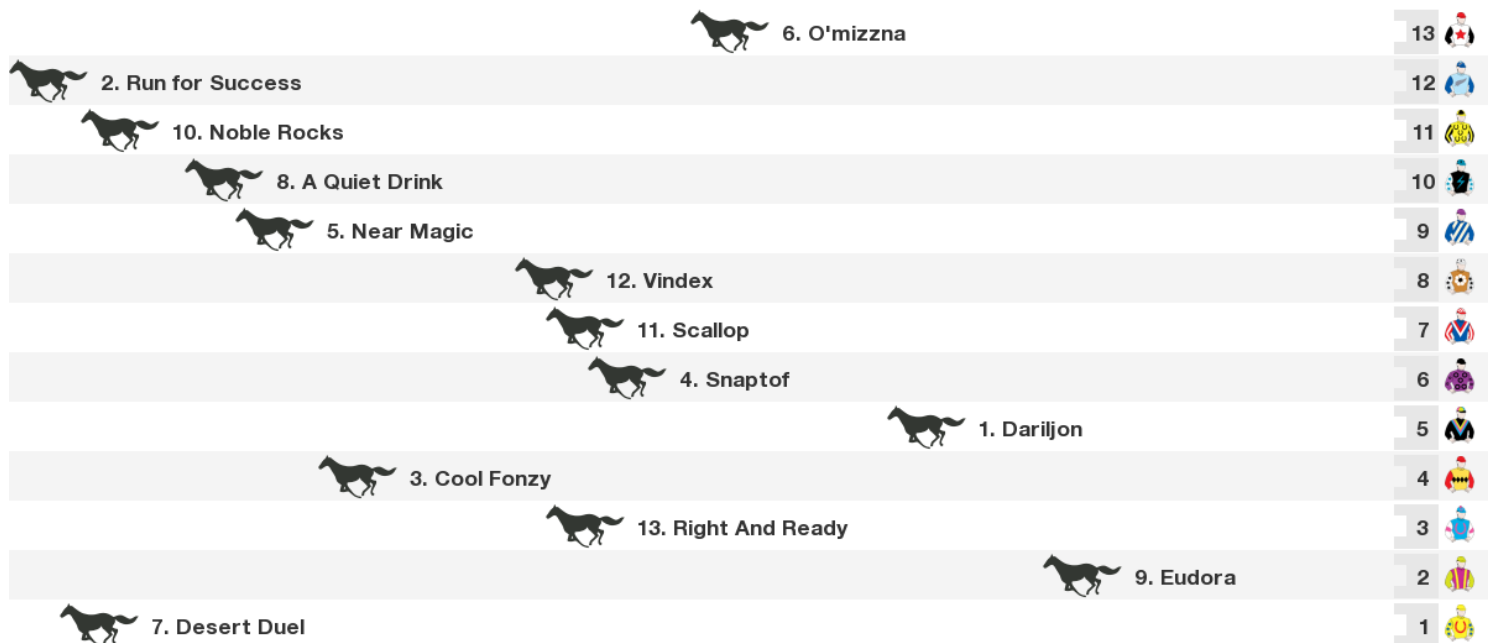 6. O'mizzna 13
2. Run for Success 12
10. Noble Rocks 11
8. A Quiet Drink 10
5. Near Magic 9
12. Vindex 8
11. Scallop 7
4. Snaptof 6
1. Dariljon 5
3. Cool Fonzy 4
13. Right And Ready 3
9. Eudora 2
7. Desert Duel 1